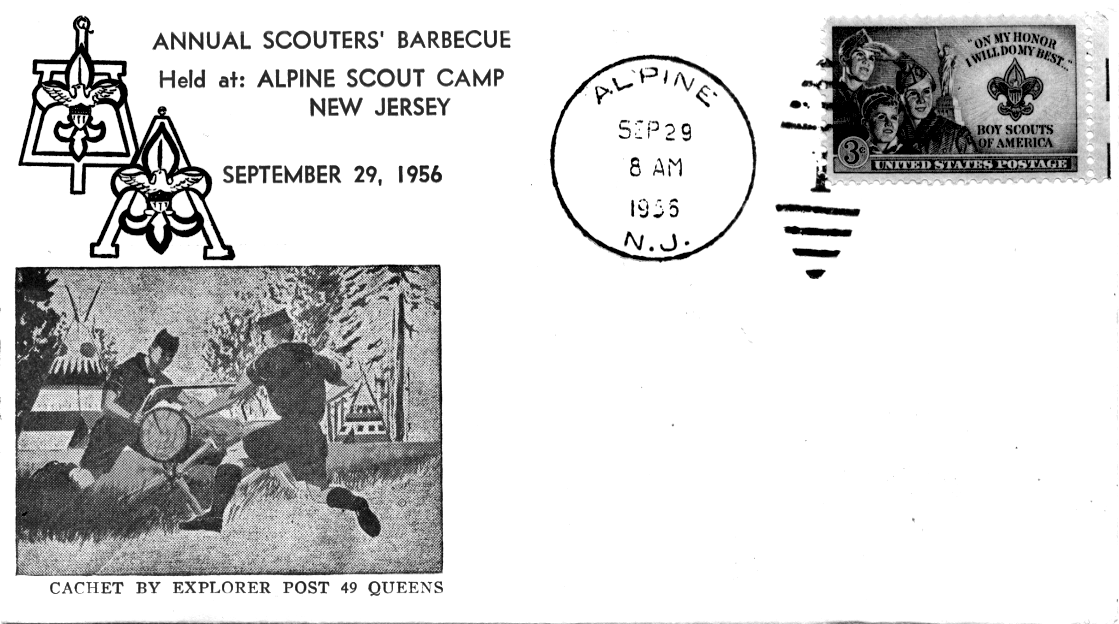 ANNUAL SCOUTERS' BARBECUE
Held at: ALPINE SCOUT CAMP
NEW JERSEY
SEPTEMBER 29, 1956
ALPINE
SEP 29
8 AM
1956
N.J.
"ON MY HONOR
I WILL DO MY BEST..."
BOY SCOUTS
OF AMERICA
3¢
UNITED STATES POSTAGE
CACHET BY EXPLORER POST 49 QUEENS